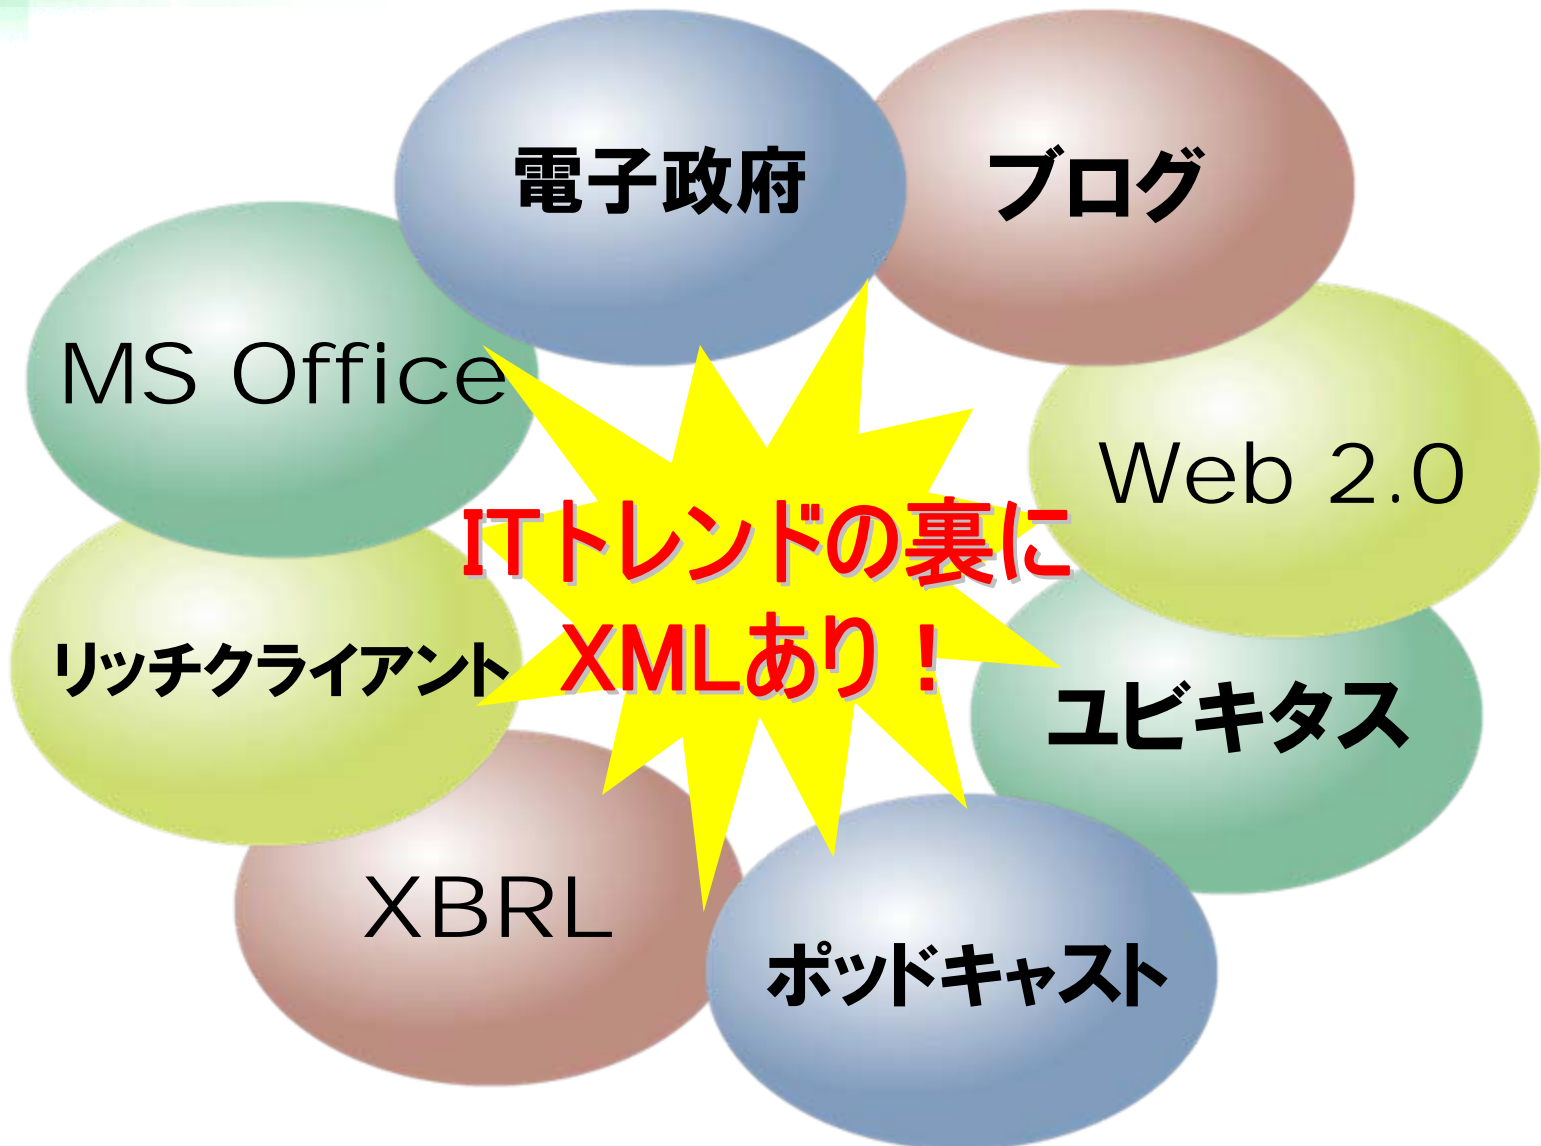 電子政府
ブログ
MS Office
Web 2.0
ITトレンドの裏に
XMLあり！
リッチクライアント
ユビキタス
XBRL
ポッドキャスト